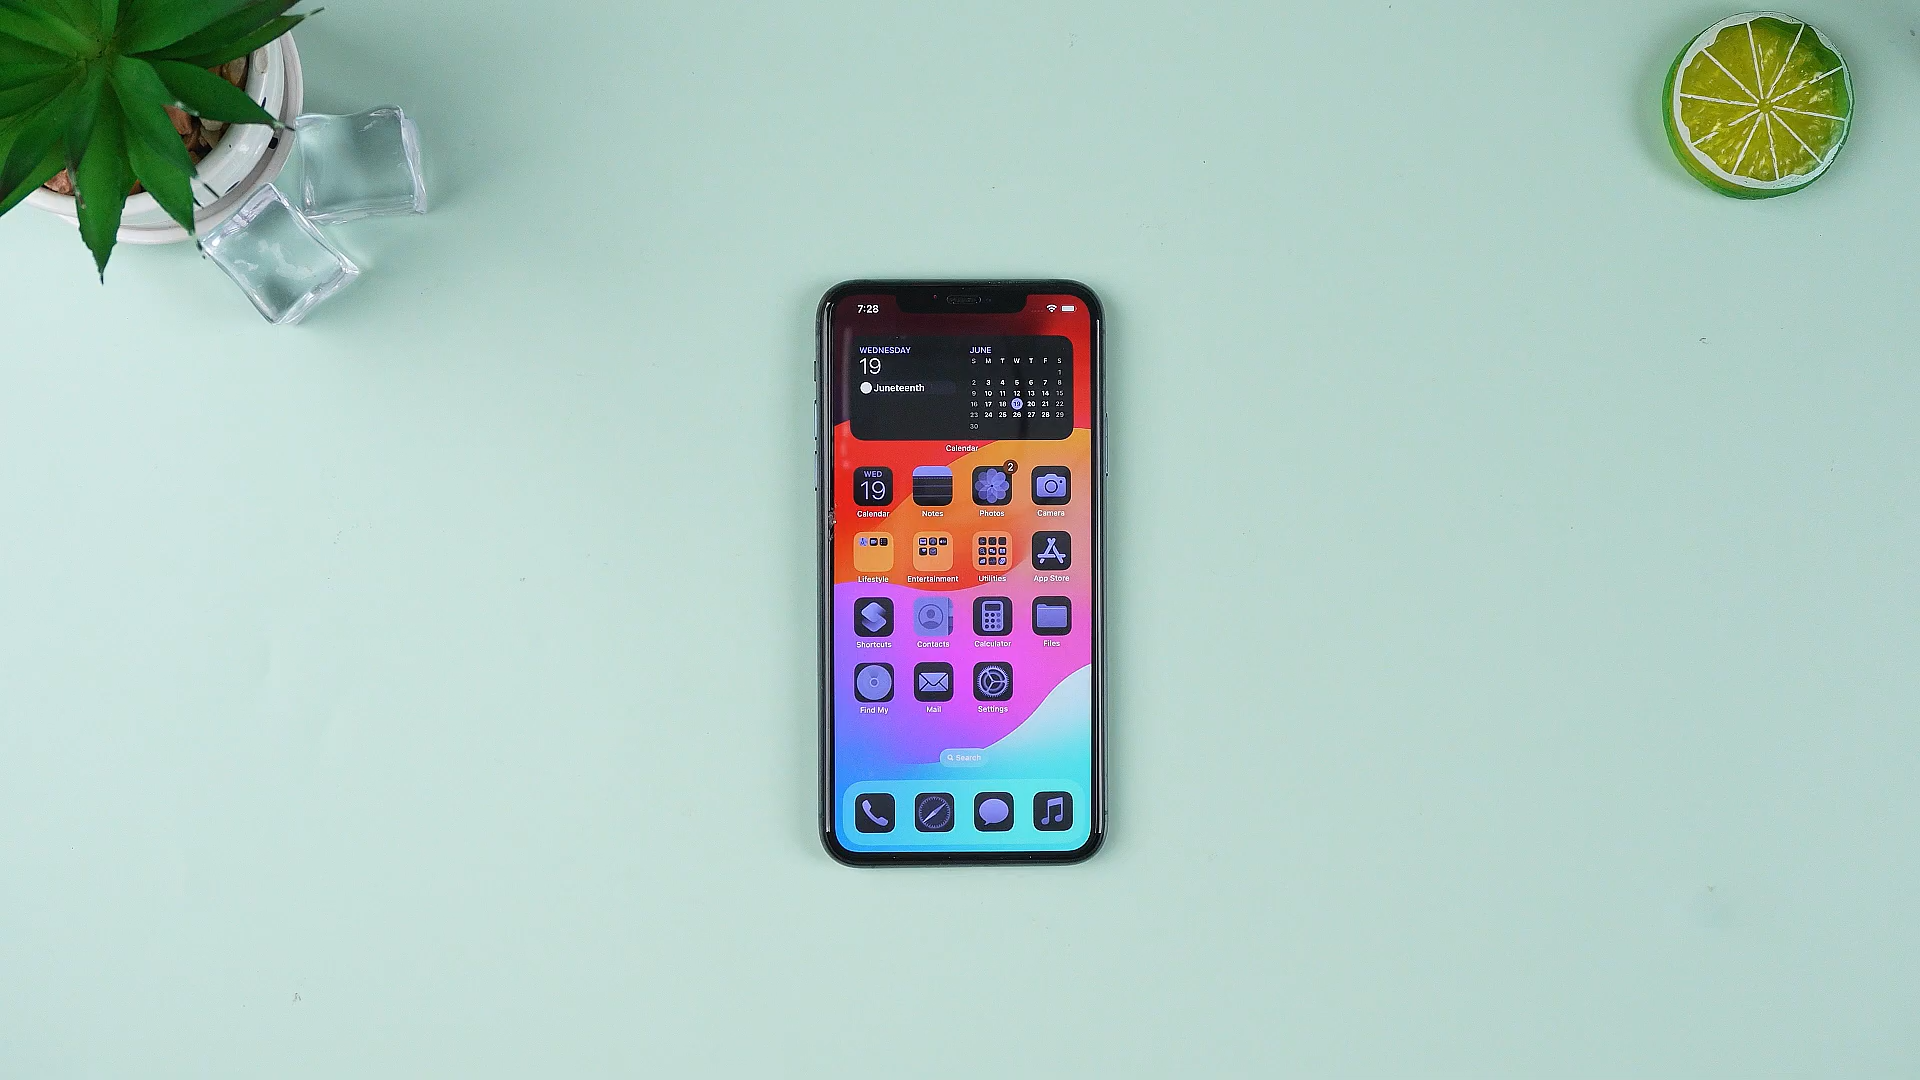 7:28
WEDNESDAY
19
Juneteenth
JUNE
S M T W T F S
1
2 3 4 5 6 7 8
9 10 11 12 13 14 15
16 17 18 19 20 21 22
23 24 25 26 27 28 29
30
Calendar
WED
19
2
Calendar Notes Photos Camera
Lifestyle Entertainment Utilities App Store
Shortcuts Contacts Calculator Files
Find My Mail Settings
Search